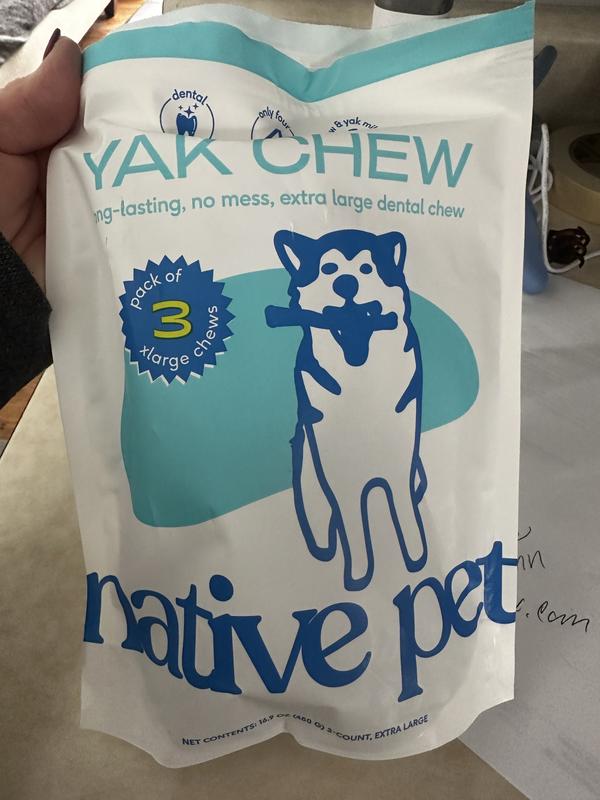 dental
only four
& yak mil
YAK CHEW
ng-lasting, no mess, extra large dental chew
pack of
3
xlarge chews
native pet
NET CONTENTS: 16.9 OZ (480 G) 3-COUNT, EXTRA LARGE
.com